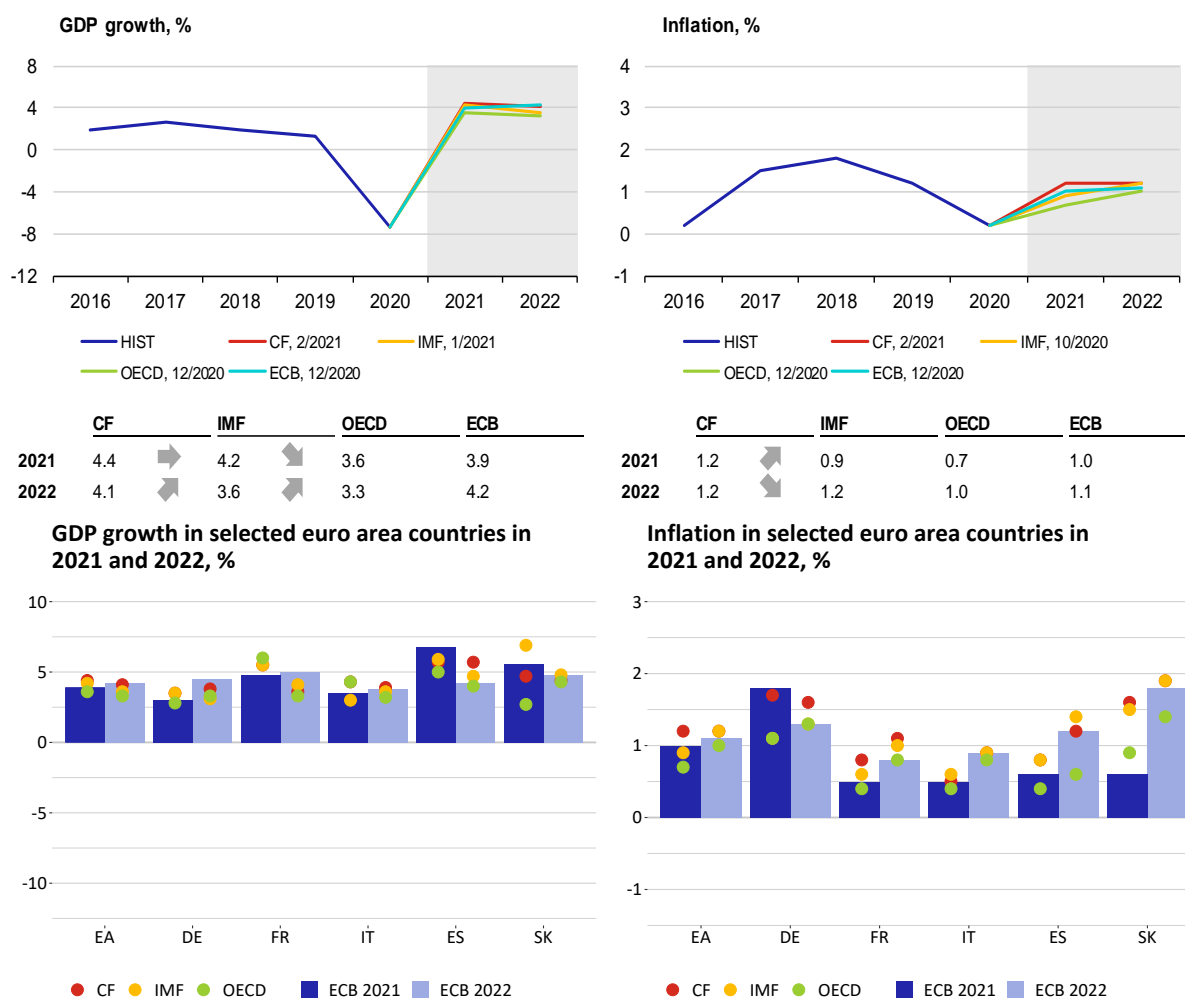 GDP growth, %
8
4
0
-4
-8
-12
2016 2017 2018 2019 2020 2021 2022
HIST CF, 2/2021 IMF, 1/2021
OECD, 12/2020 ECB, 12/2020
CF IMF OECD ECB
2021 4.4 4.2 3.6 3.9
2022 4.1 3.6 3.3 4.2
Inflation, %
4
3
2
1
0
-1
2016 2017 2018 2019 2020 2021 2022
HIST CF, 2/2021 IMF, 10/2020
OECD, 12/2020 ECB, 12/2020
CF IMF OECD ECB
2021 1.2 0.9 0.7 1.0
2022 1.2 1.2 1.0 1.1
GDP growth in selected euro area countries in
2021 and 2022, %
10
5
0
-5
-10
EA DE FR IT ES SK
CF IMF OECD ECB 2021 ECB 2022
Inflation in selected euro area countries in
2021 and 2022, %
3
2
1
0
-1
EA DE FR IT ES SK
CF IMF OECD ECB 2021 ECB 2022